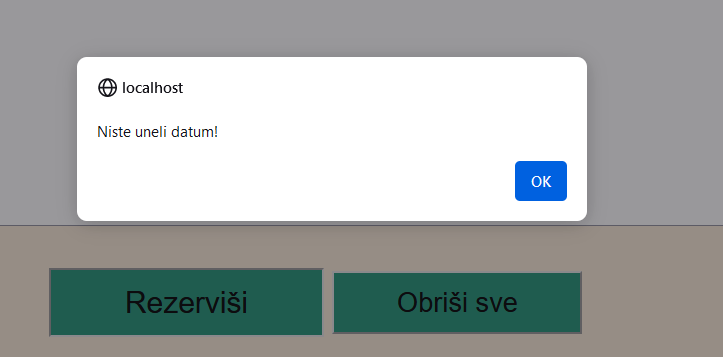 localhost
Niste uneli datum!
OK
Rezerviši
Obriši sve